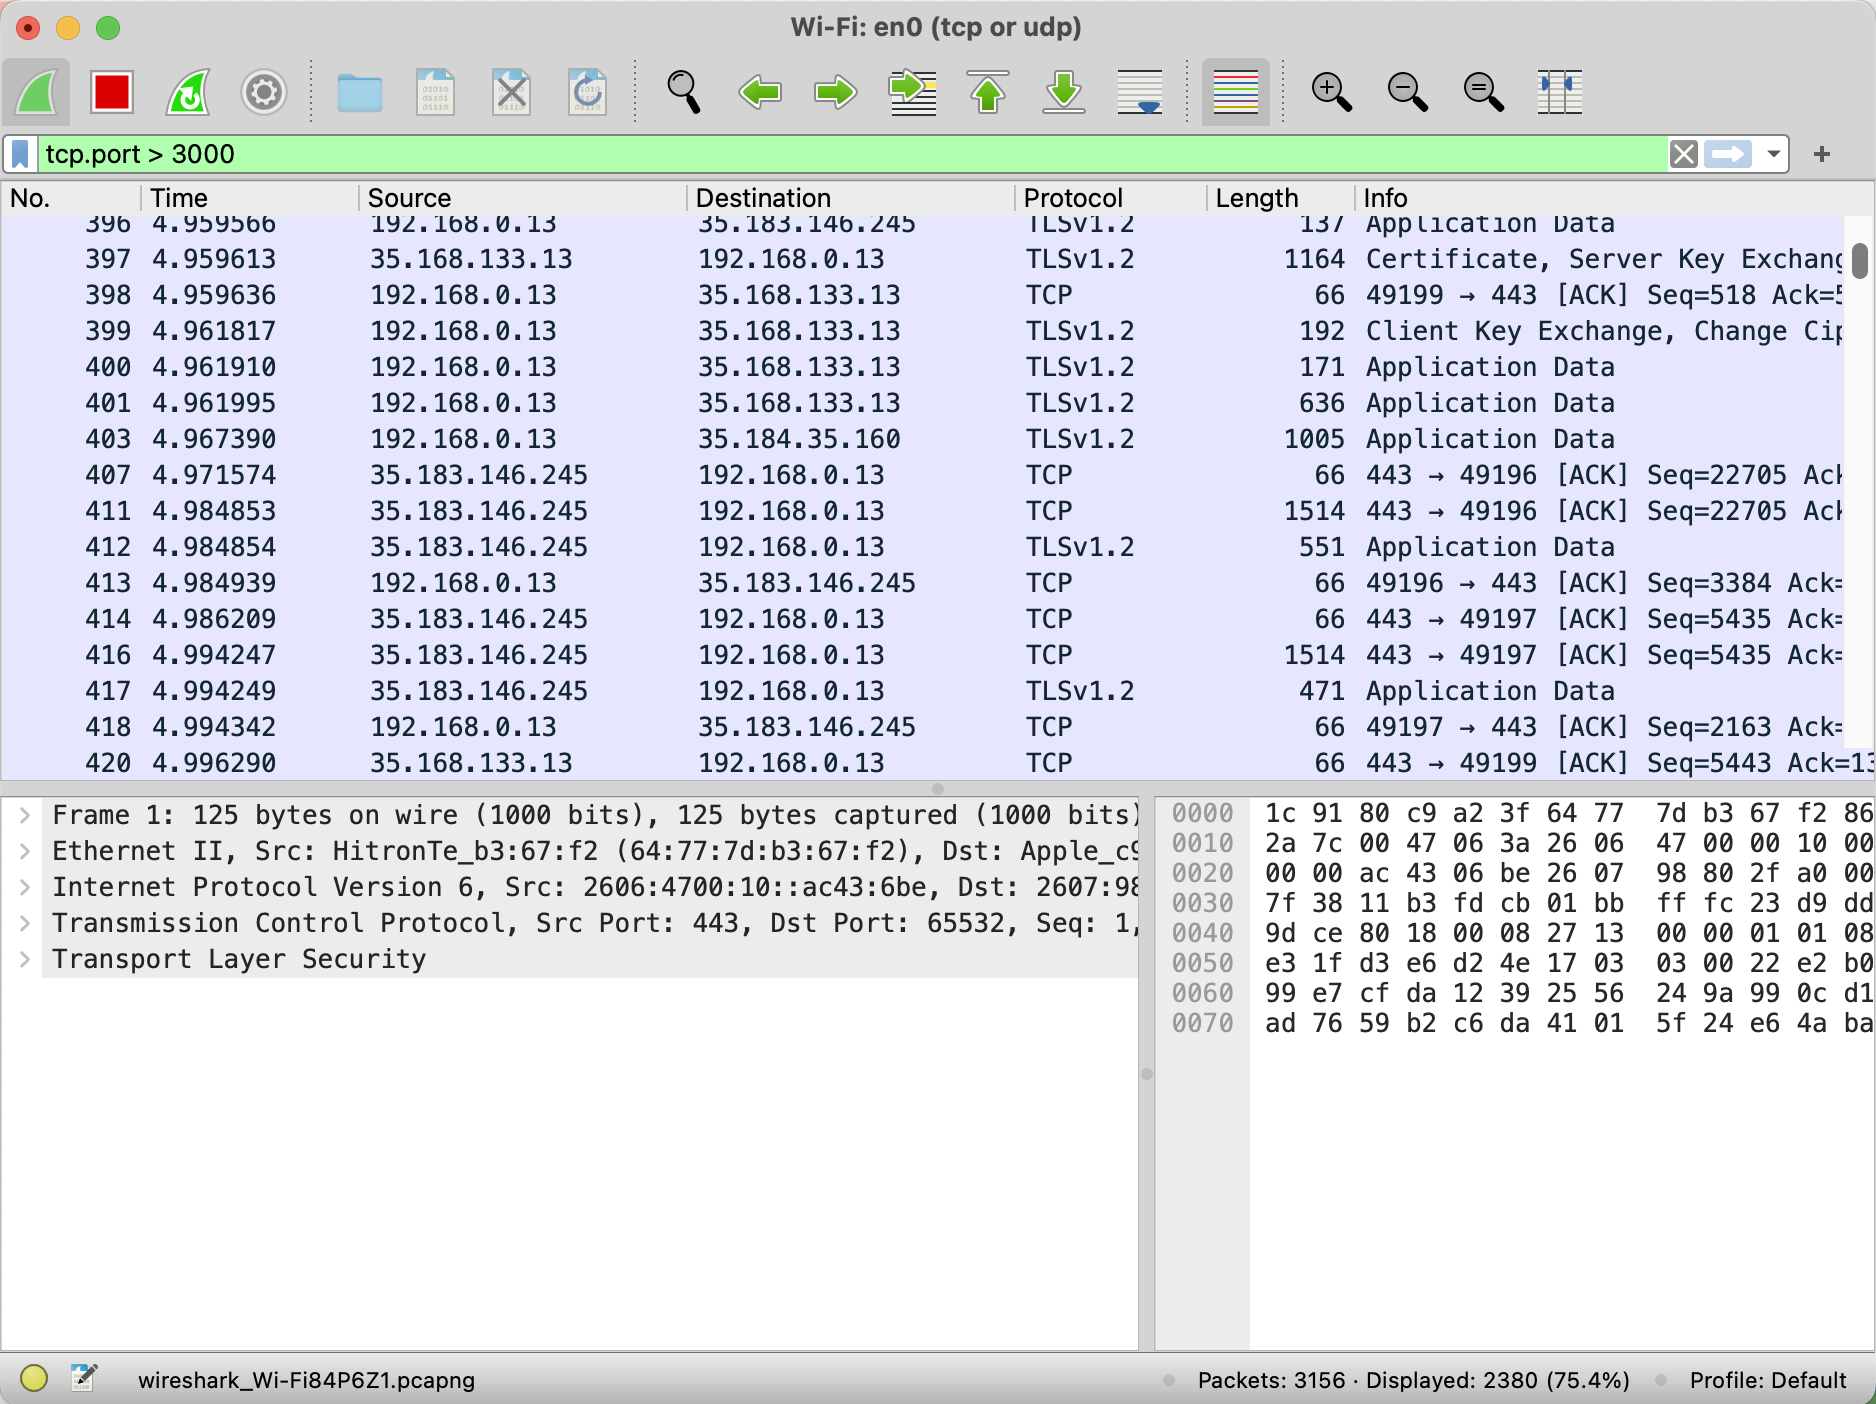 Wi-Fi: en0 (tcp or udp)
tcp.port > 3000
No. Time Source Destination Protocol Length Info
396 4.959566 192.168.0.13 35.183.146.245 TLSv1.2 137 Application Data
397 4.959613 35.168.133.13 192.168.0.13 TLSv1.2 1164 Certificate, Server Key Exchang
398 4.959636 192.168.0.13 35.168.133.13 TCP 66 49199 → 443 [ACK] Seq=518 Ack=5
399 4.961817 192.168.0.13 35.168.133.13 TLSv1.2 192 Client Key Exchange, Change Cip
400 4.961910 192.168.0.13 35.168.133.13 TLSv1.2 171 Application Data
401 4.961995 192.168.0.13 35.168.133.13 TLSv1.2 636 Application Data
403 4.967390 192.168.0.13 35.184.35.160 TLSv1.2 1005 Application Data
407 4.971574 35.183.146.245 192.168.0.13 TCP 66 443 → 49196 [ACK] Seq=22705 Ack
411 4.984853 35.183.146.245 192.168.0.13 TCP 1514 443 → 49196 [ACK] Seq=22705 Ack
412 4.984854 35.183.146.245 192.168.0.13 TLSv1.2 551 Application Data
413 4.984939 192.168.0.13 35.183.146.245 TCP 66 49196 → 443 [ACK] Seq=3384 Ack=
414 4.986209 35.183.146.245 192.168.0.13 TCP 66 443 → 49197 [ACK] Seq=5435 Ack=
416 4.994247 35.183.146.245 192.168.0.13 TCP 1514 443 → 49197 [ACK] Seq=5435 Ack=
417 4.994249 35.183.146.245 192.168.0.13 TLSv1.2 471 Application Data
418 4.994342 192.168.0.13 35.183.146.245 TCP 66 49197 → 443 [ACK] Seq=2163 Ack=
420 4.996290 35.168.133.13 192.168.0.13 TCP 66 443 → 49199 [ACK] Seq=5443 Ack=13
Frame 1: 125 bytes on wire (1000 bits), 125 bytes captured (1000 bits)
Ethernet II, Src: HitronTe_b3:67:f2 (64:77:7d:b3:67:f2), Dst: Apple_c9
Internet Protocol Version 6, Src: 2606:4700:10::ac43:6be, Dst: 2607:98
Transmission Control Protocol, Src Port: 443, Dst Port: 65532, Seq: 1,
Transport Layer Security
0000 1c 91 80 c9 a2 3f 64 77 7d b3 67 f2 86
0010 2a 7c 00 47 06 3a 26 06 47 00 00 10 00
0020 00 00 ac 43 06 be 26 07 98 80 2f a0 00
0030 7f 38 11 b3 fd cb 01 bb ff fc 23 d9 dd
0040 9d ce 80 18 00 08 27 13 00 00 01 01 08
0050 e3 1f d3 e6 d2 4e 17 03 03 00 22 e2 b0
0060 99 e7 cf da 12 39 25 56 24 9a 99 0c d1
0070 ad 76 59 b2 c6 da 41 01 5f 24 e6 4a ba
wireshark_Wi-Fi84P6Z1.pcapng
Packets: 3156 · Displayed: 2380 (75.4%)
Profile: Default